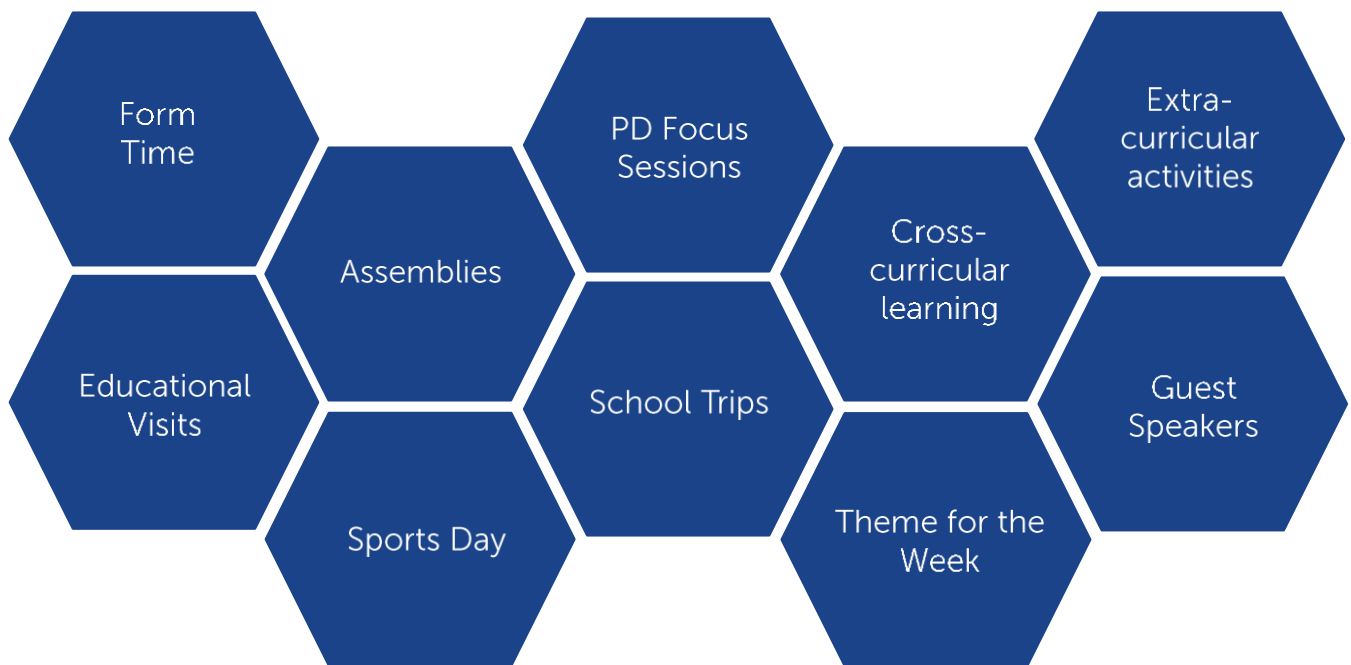 Form
Time
PD Focus
Sessions
Extra-
curricular
activities
Assemblies
Cross-
curricular
learning
Educational
Visits
School Trips
Guest
Speakers
Sports Day
Theme for the
Week